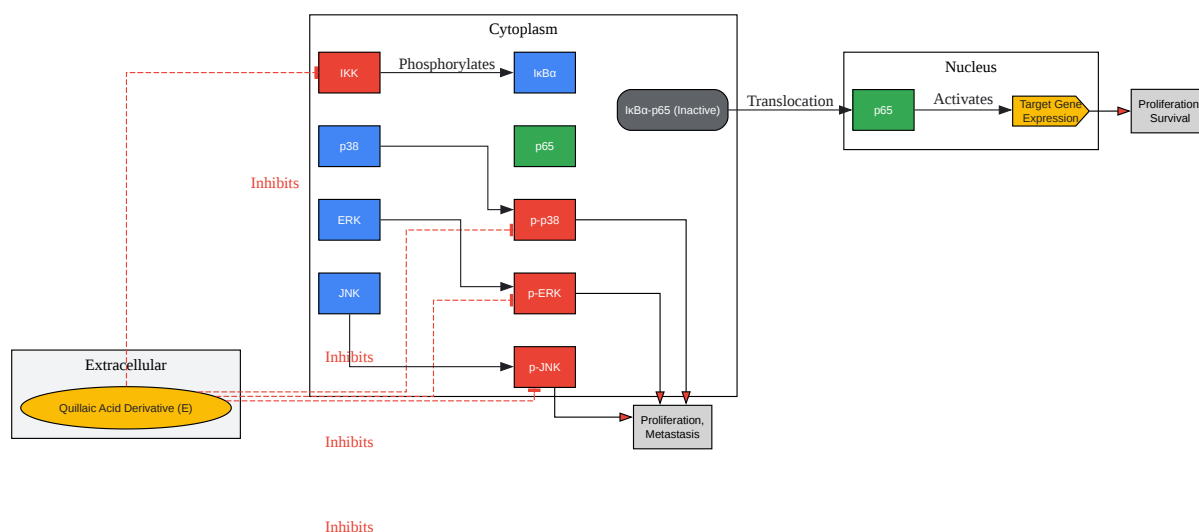 Cytoplasm
IKK
Phosphorylates
IκBα
Nucleus
IκBα-p65 (Inactive)
Translocation
p65
Activates
Target Gene
Expression
Proliferation
Survival
p38
p65
Inhibits
ERK
p-p38
JNK
p-ERK
Inhibits
p-JNK
Extracellular
Quillaic Acid Derivative (E)
Proliferation,
Metastasis
Inhibits
Inhibits